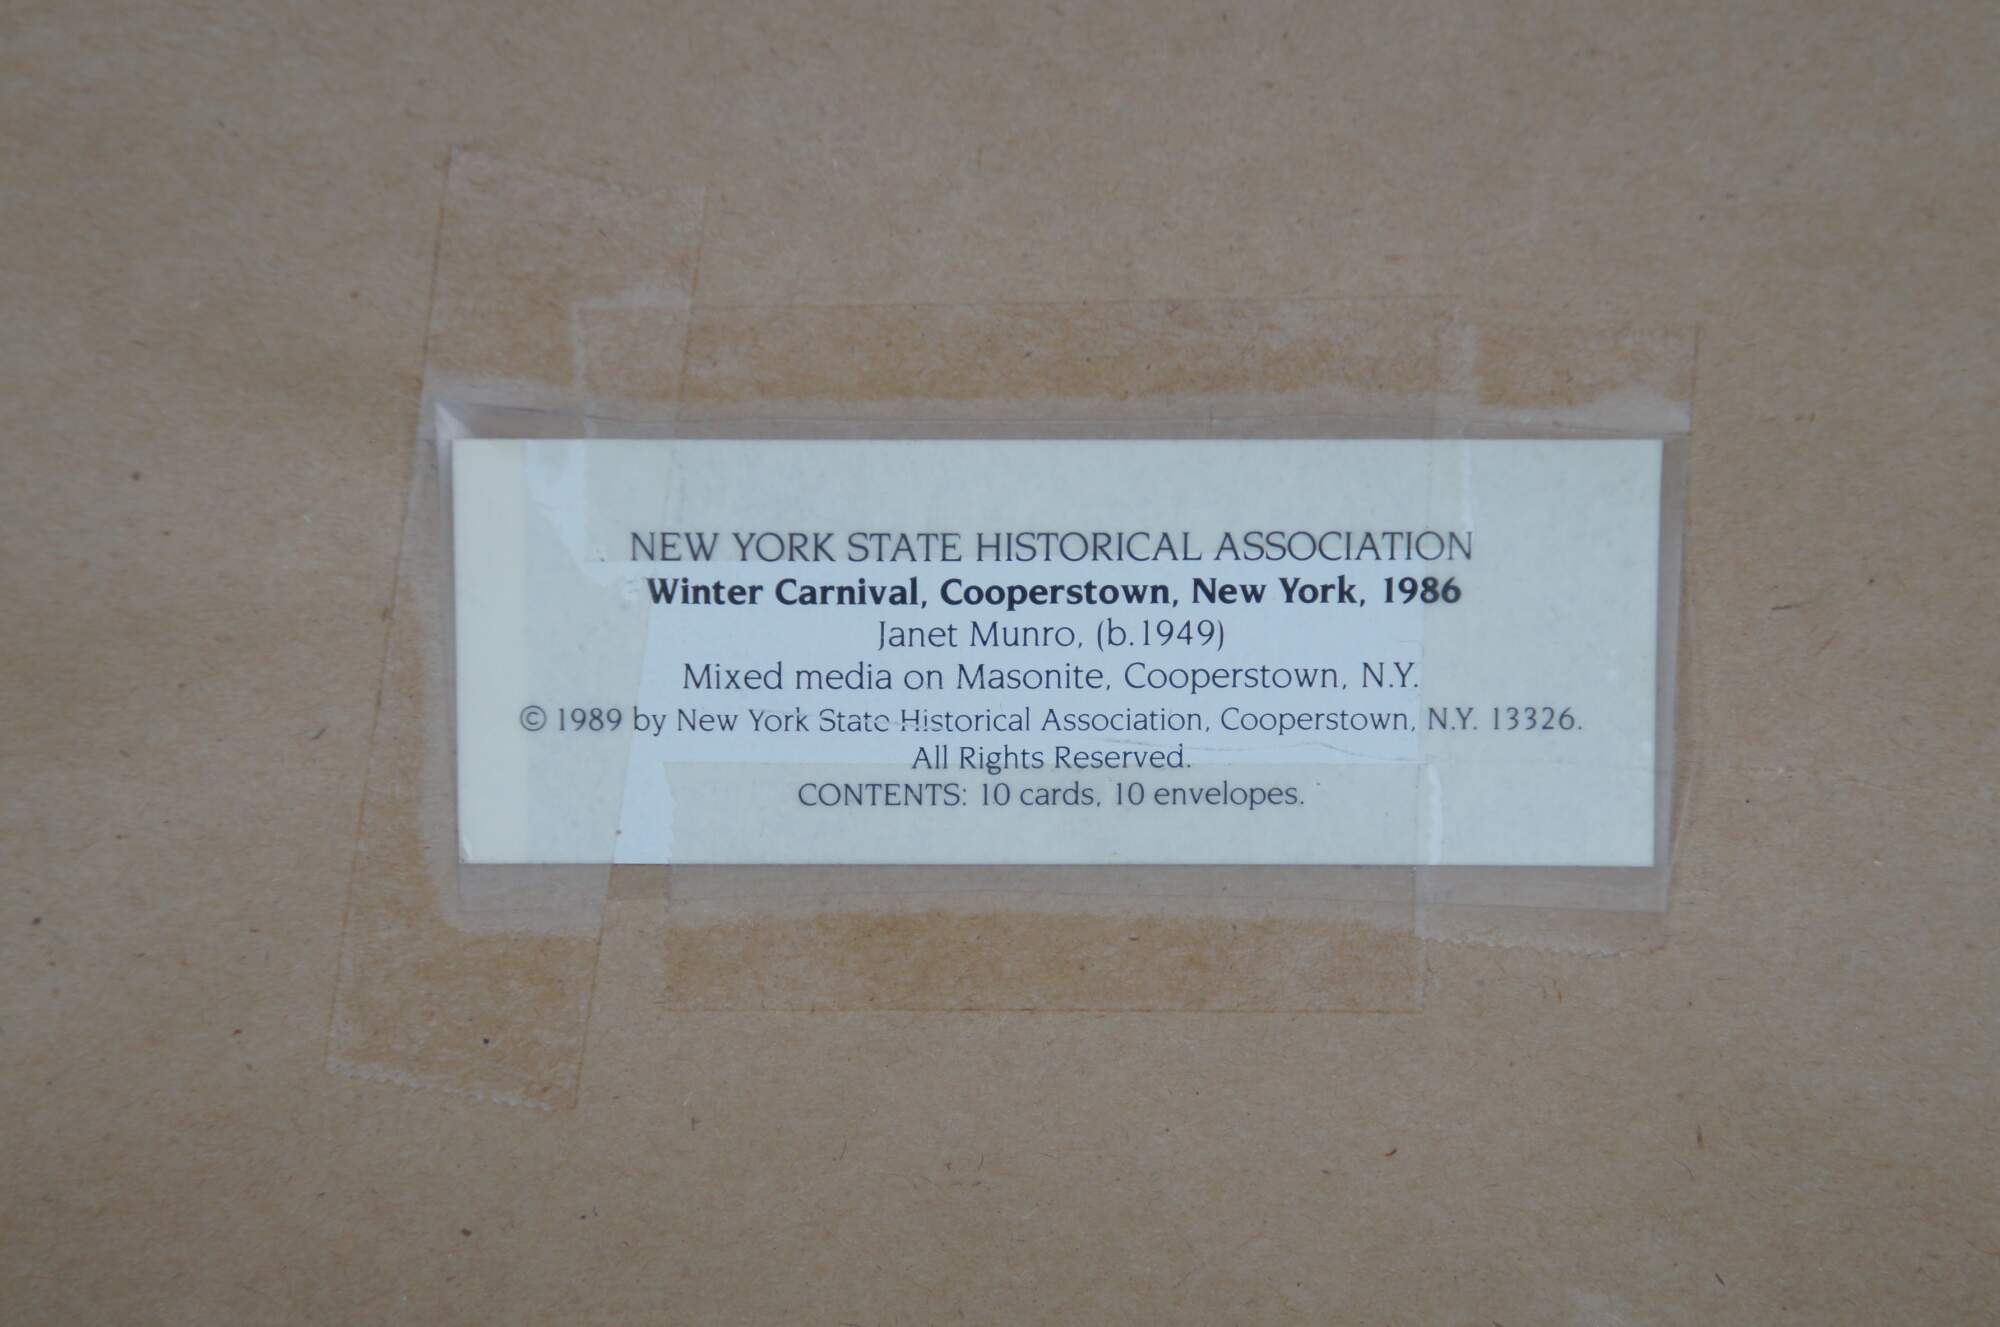 NEW YORK STATE HISTORICAL ASSOCIATION
Winter Carnival, Cooperstown, New York, 1986
Janet Munro, (b.1949)
Mixed media on Masonite, Cooperstown, N.Y.
© 1989 by New York State Historical Association, Cooperstown, N.Y. 13326.
All Rights Reserved.
CONTENTS: 10 cards, 10 envelopes.